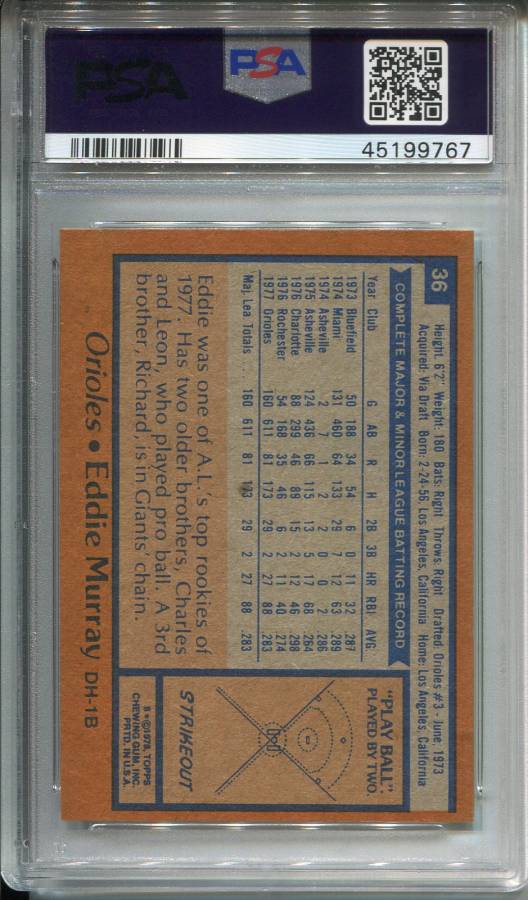 PSA
PSA
45199767
36
Height: 6'2" Weight: 180 Bats: Right Throws: Right Drafted: Orioles #3 - June, 1973
Acquired: Via Draft Born: 2-24-56, Los Angeles, California Home: Los Angeles, California
COMPLETE MAJOR & MINOR LEAGUE BATTING RECORD
Year Club G AB R H 2B 3B HR RBI AVG.
1973 Bluefield 50 188 34 54 6 0 11 32 .287
1974 Miami 131 460 64 133 29 7 12 63 .289
1974 Asheville 2 7 1 2 2 0 0 2 .286
1975 Asheville 124 436 66 115 13 5 17 68 .264
1976 Charlotte 88 299 46 89 15 2 12 46 .298
1976 Rochester 54 168 35 46 6 2 11 40 .274
1977 Orioles 160 611 81 173 29 2 27 88 .283
Maj. Lea Totals . . . 160 611 81 173 29 2 27 88 .283
Eddie was one of A.L.'s top rookies of
1977. Has two older brothers, Charles
and Leon, who played pro ball. A 3rd
brother, Richard, is in Giants' chain.
Orioles • Eddie Murray DH-1B
"PLAY BALL"
PLAYED BY TWO.
STRIKEOUT
B★©1978, TOPPS
CHEWING GUM, INC.
PRTD. IN U.S.A.